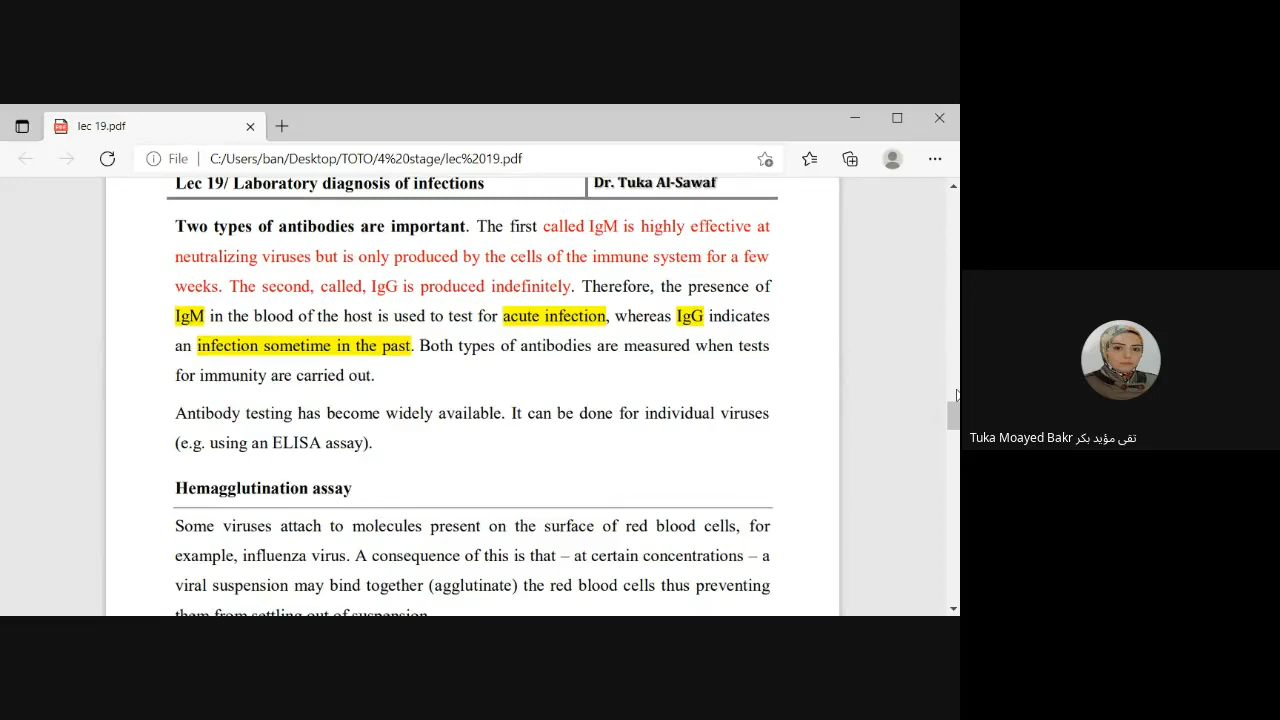 lec 19.pdf
File
C:/Users/ban/Desktop/TOTO/4%20stage/lec%2019.pdf
Lec 19/ Laboratory diagnosis of infections
Dr. Tuka Al-Sawaf
Two types of antibodies are important. The first called IgM is highly effective at
neutralizing viruses but is only produced by the cells of the immune system for a few
weeks. The second, called, IgG is produced indefinitely. Therefore, the presence of
IgM in the blood of the host is used to test for acute infection, whereas IgG indicates
an infection sometime in the past. Both types of antibodies are measured when tests
for immunity are carried out.
Antibody testing has become widely available. It can be done for individual viruses
(e.g. using an ELISA assay).
Hemagglutination assay
Some viruses attach to molecules present on the surface of red blood cells, for
example, influenza virus. A consequence of this is that – at certain concentrations – a
viral suspension may bind together (agglutinate) the red blood cells thus preventing
them from settling out of suspension.
Tuka Moayed Bakr تقى مؤيد بكر